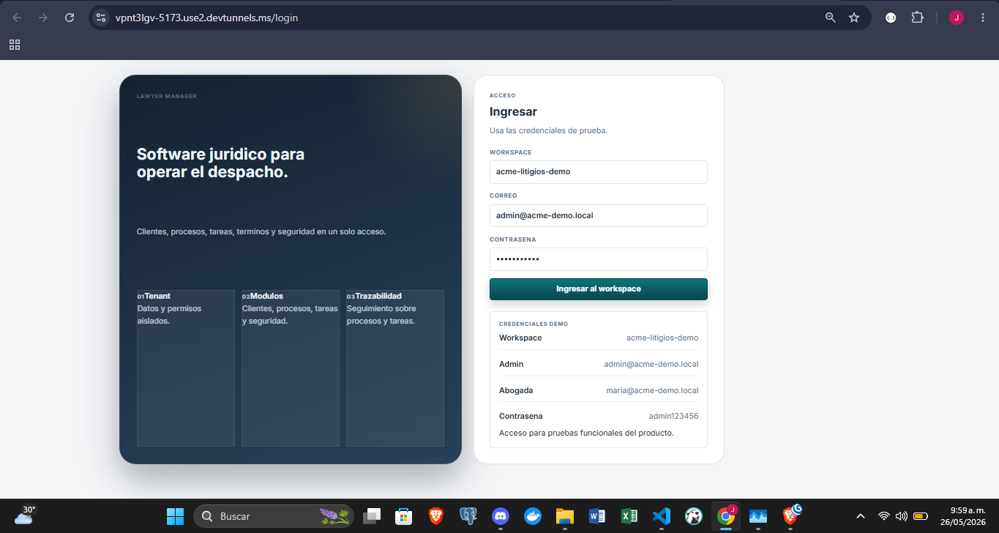 vpnt3lgv-5173.use2.devtunnels.ms/login
J
LAWYER MANAGER
Software juridico para
operar el despacho.
Clientes, procesos, tareas, terminos y seguridad en un solo acceso.
01Tenant
Datos y permisos
aislados.
02Modulos
Clientes, procesos, tareas
y seguridad.
03Trazabilidad
Seguimiento sobre
procesos y tareas.
ACCESO
Ingresar
Usa las credenciales de prueba.
WORKSPACE
acme-litigios-demo
CORREO
admin@acme-demo.local
CONTRASENA
•••••••••••
Ingresar al workspace
CREDENCIALES DEMO
Workspace acme-litigios-demo
Admin admin@acme-demo.local
Abogada maria@acme-demo.local
Contrasena admin123456
Acceso para pruebas funcionales del producto.
30°
Buscar
J
9:59 a. m.
26/05/2026